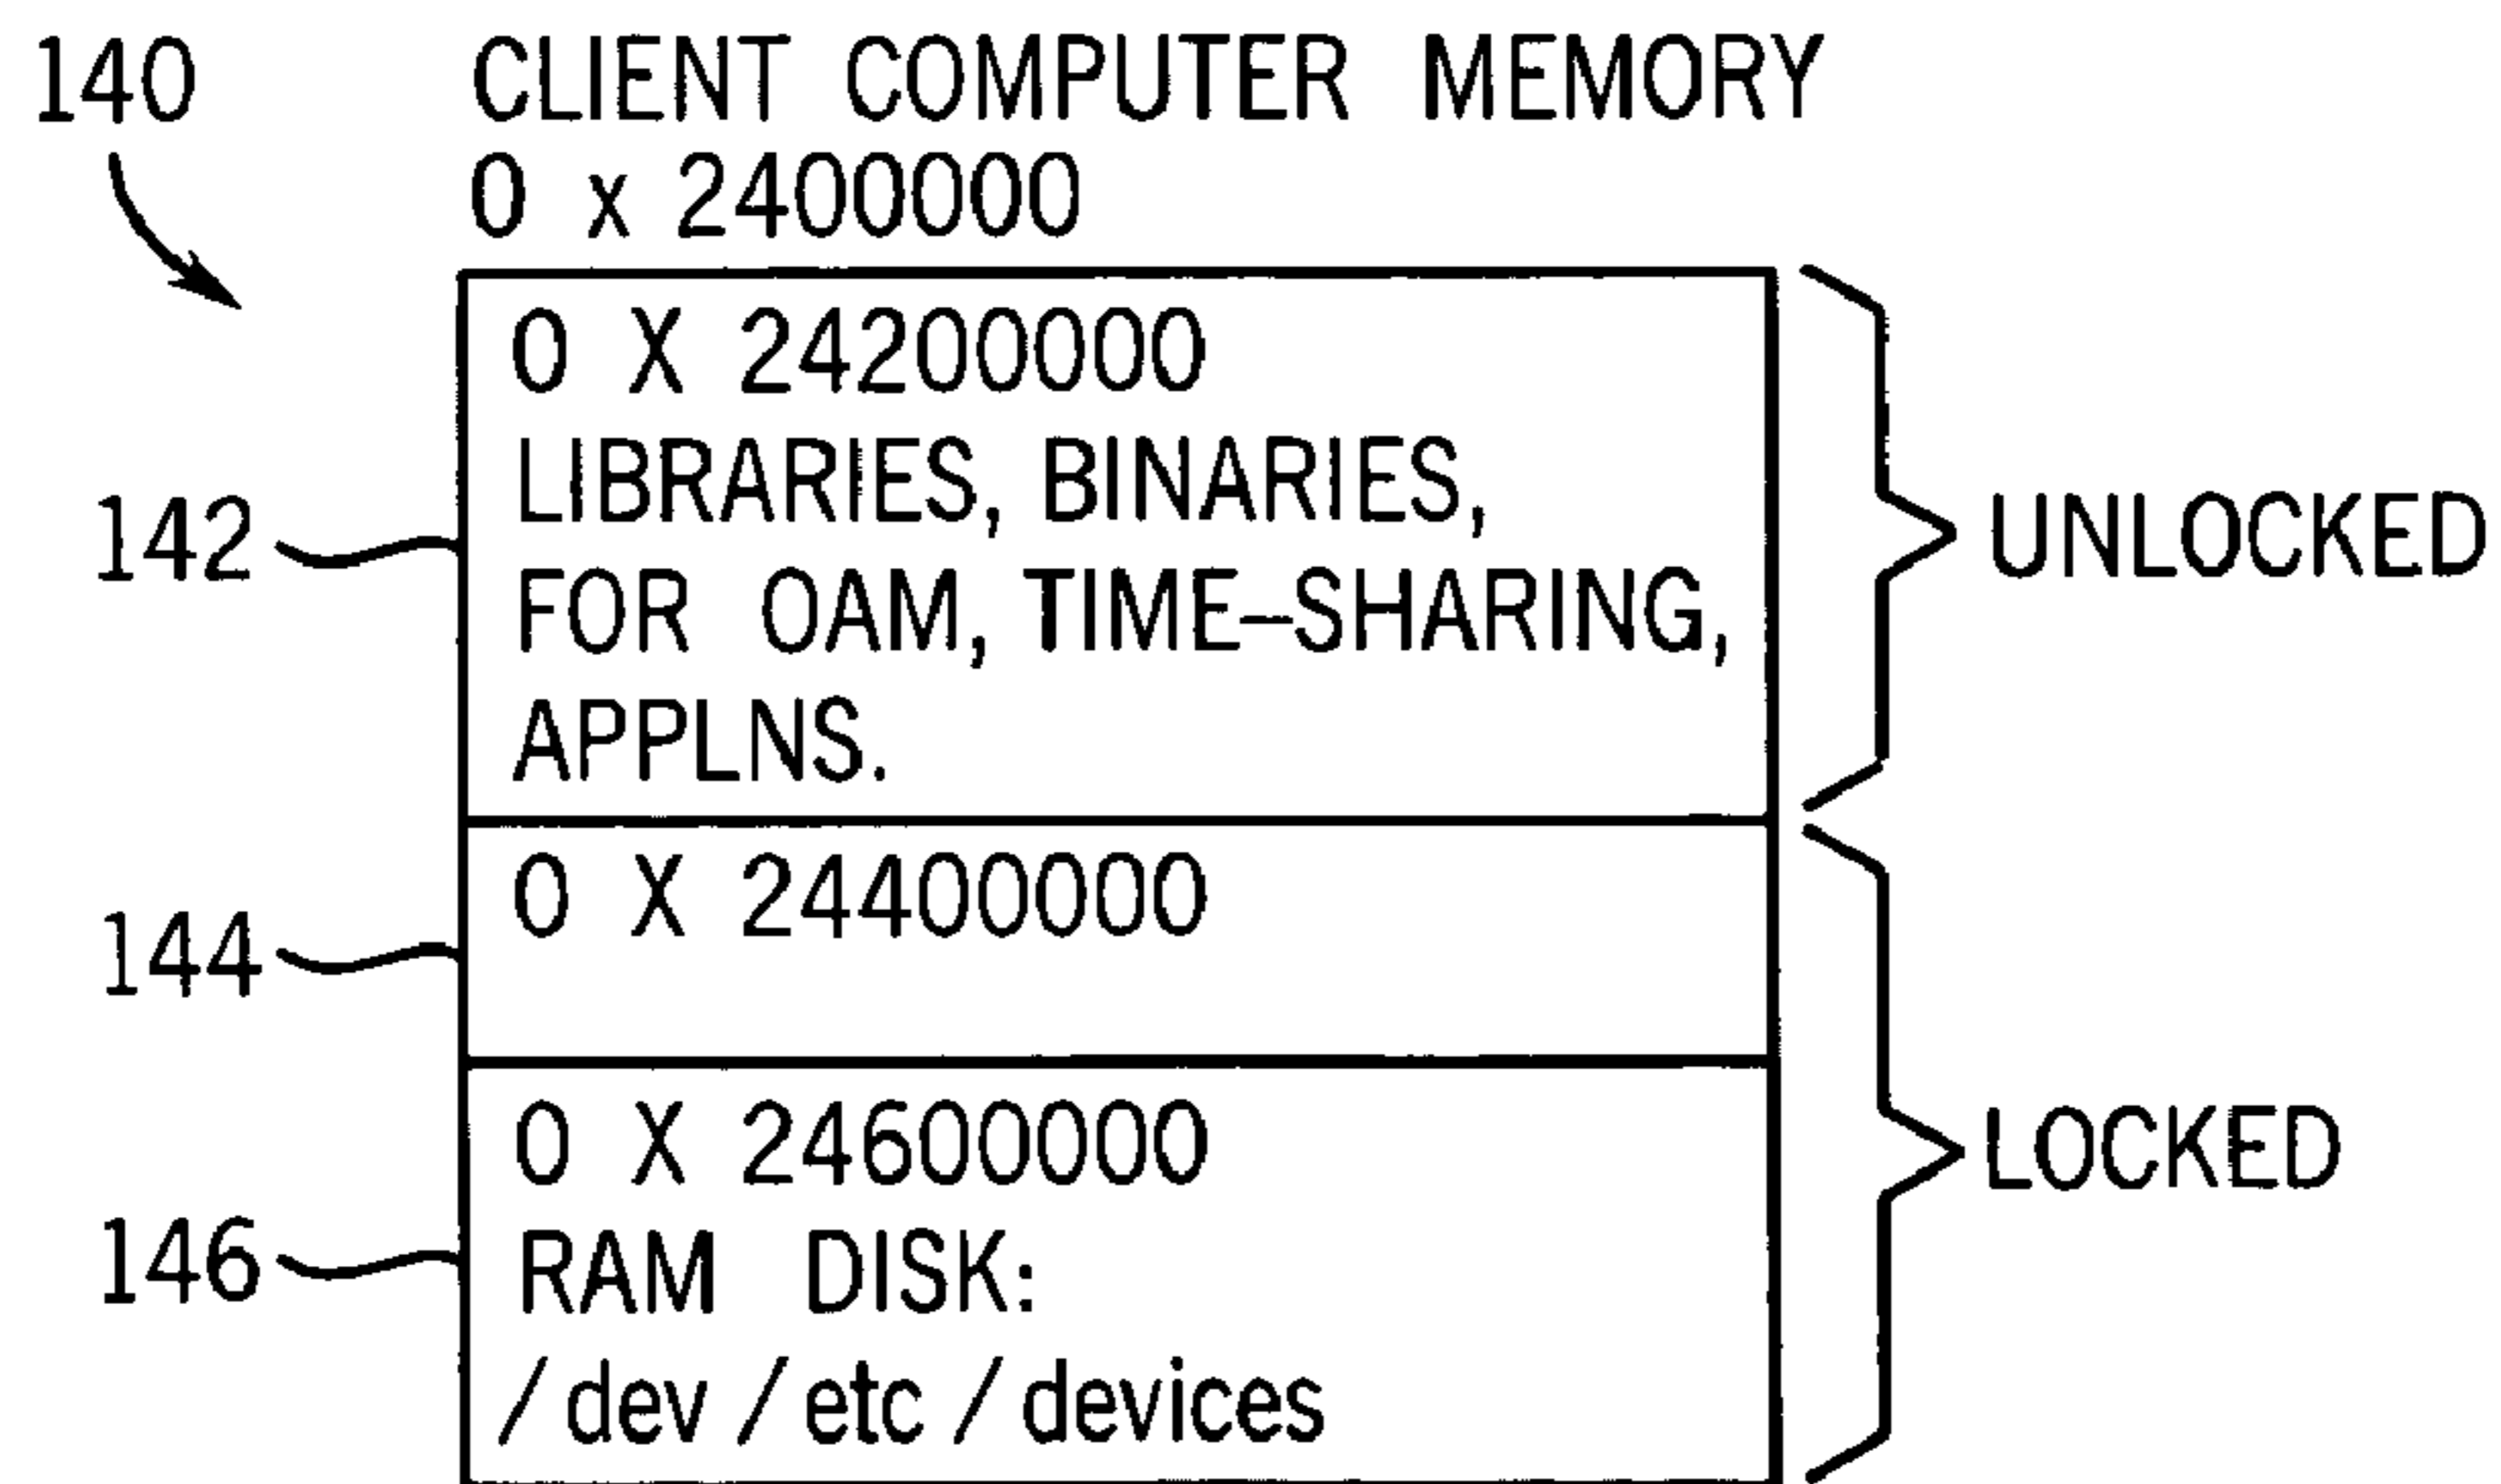 140
CLIENT COMPUTER MEMORY
0 x 2400000
0 X 24200000
LIBRARIES, BINARIES,
FOR OAM, TIME-SHARING,
APPLNS.
142
UNLOCKED
0 X 24400000
144
LOCKED
0 X 24600000
RAM DISK:
/dev/etc/devices
146